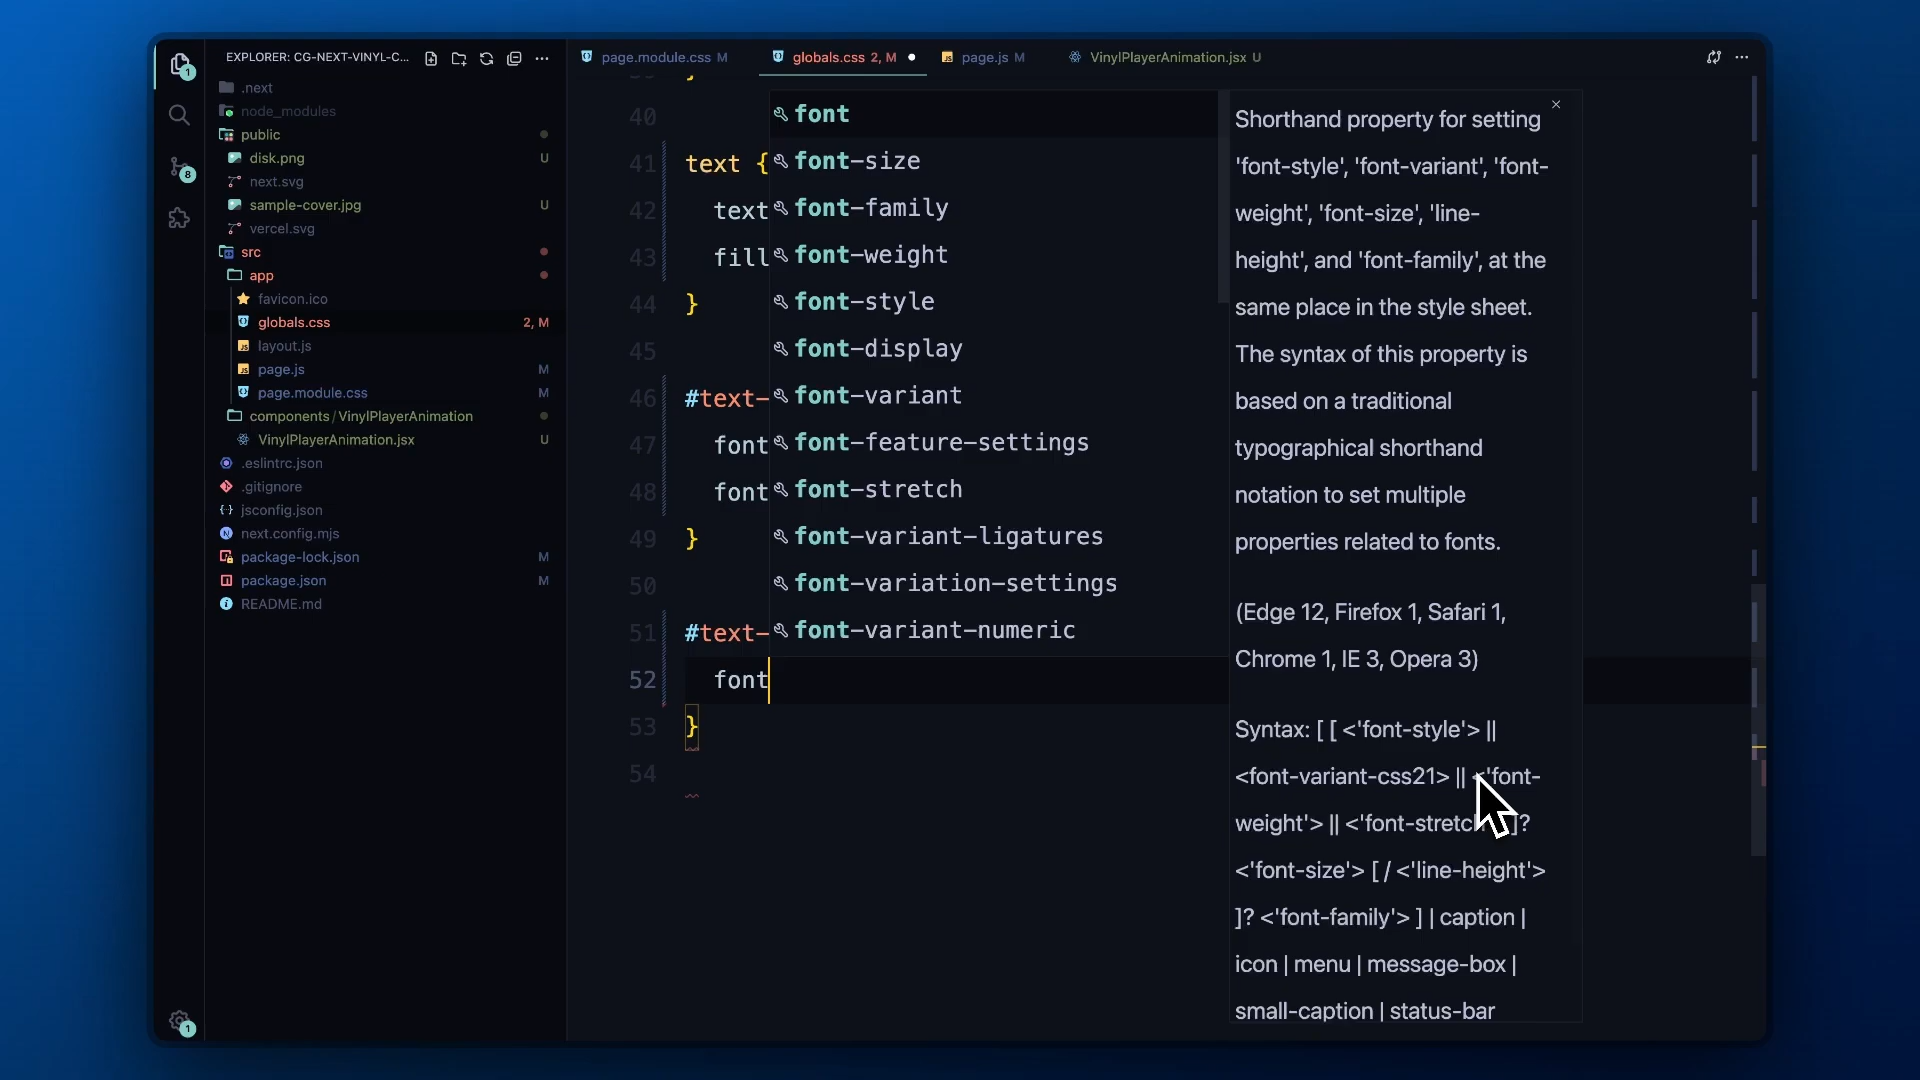 EXPLORER: CG-NEXT-VINYL-C...
.next
node_modules
public
disk.png U
next.svg
sample-cover.jpg U
vercel.svg
src
app
favicon.ico
globals.css 2, M
layout.js
page.js M
page.module.css M
components / VinylPlayerAnimation
VinylPlayerAnimation.jsx U
.eslintrc.json
.gitignore
jsconfig.json
next.config.mjs
package-lock.json M
package.json M
README.md
1
8
1
page.module.css M
globals.css 2, M
page.js M
VinylPlayerAnimation.jsx U
40
41 text {
42 text
43 fill
44 }
45
46 #text-
47 font
48 font
49 }
50
51 #text-
52 font
53 }
54
font
font-size
font-family
font-weight
font-style
font-display
font-variant
font-feature-settings
font-stretch
font-variant-ligatures
font-variation-settings
font-variant-numeric
Shorthand property for setting
'font-style', 'font-variant', 'font-
weight', 'font-size', 'line-
height', and 'font-family', at the
same place in the style sheet.
The syntax of this property is
based on a traditional
typographical shorthand
notation to set multiple
properties related to fonts.
(Edge 12, Firefox 1, Safari 1,
Chrome 1, IE 3, Opera 3)
Syntax: [ [ <'font-style'> ||
<font-variant-css21> || <'font-
weight'> || <'font-stretch ]?
<'font-size'> [ / <'line-height'>
]? <'font-family'> ] | caption |
icon | menu | message-box |
small-caption | status-bar